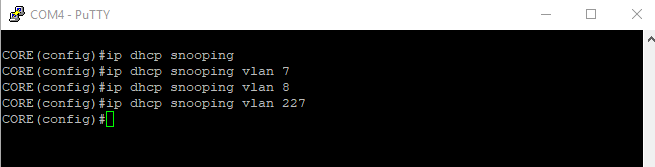 COM4 - PuTTY
CORE(config)#ip dhcp snooping
CORE(config)#ip dhcp snooping vlan 7
CORE(config)#ip dhcp snooping vlan 8
CORE(config)#ip dhcp snooping vlan 227
CORE(config)#